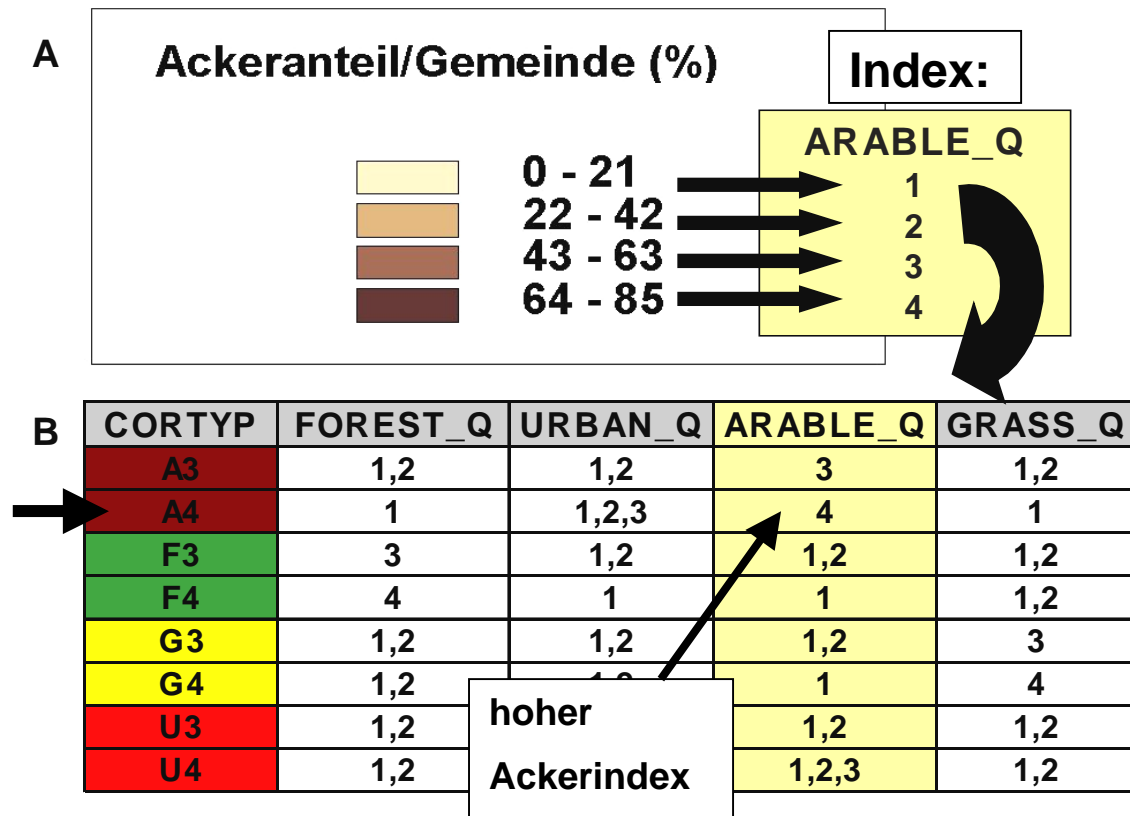 A
Ackeranteil/Gemeinde (%)
Index:
ARABLE_Q
0 - 21
1
22 - 42
2
43 - 63
3
64 - 85
4
B
CORTYP FOREST_Q URBAN_Q ARABLE_Q GRASS_Q
A3 1,2 1,2 3 1,2
A4 1 1,2,3 4 1
F3 3 1,2 1,2 1,2
F4 4 1 1 1,2
G3 1,2 1,2 1,2 3
G4 1,2 1 4
U3 1,2 1,2 1,2
U4 1,2 1,2,3 1,2
hoher
Ackerindex